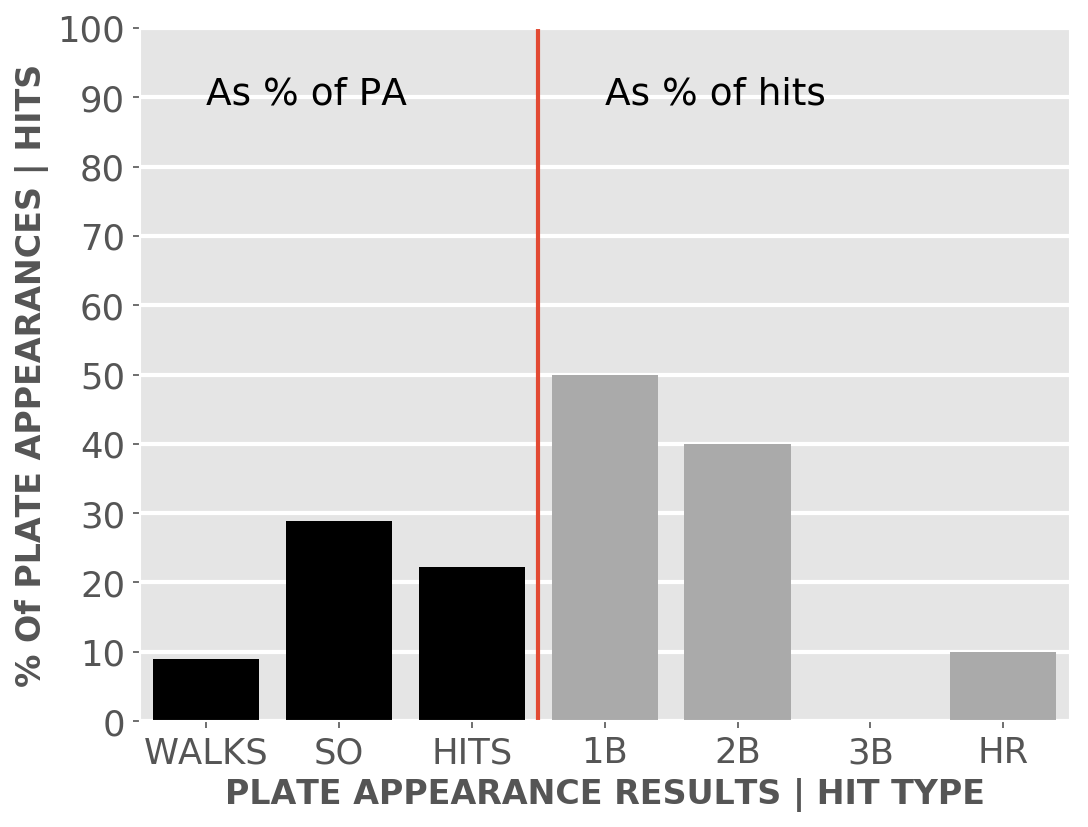 100
90
80
70
60
50
40
30
20
10
0
% Of PLATE APPEARANCES | HITS
As % of PA
As % of hits
WALKS SO HITS 1B 2B 3B HR
PLATE APPEARANCE RESULTS | HIT TYPE